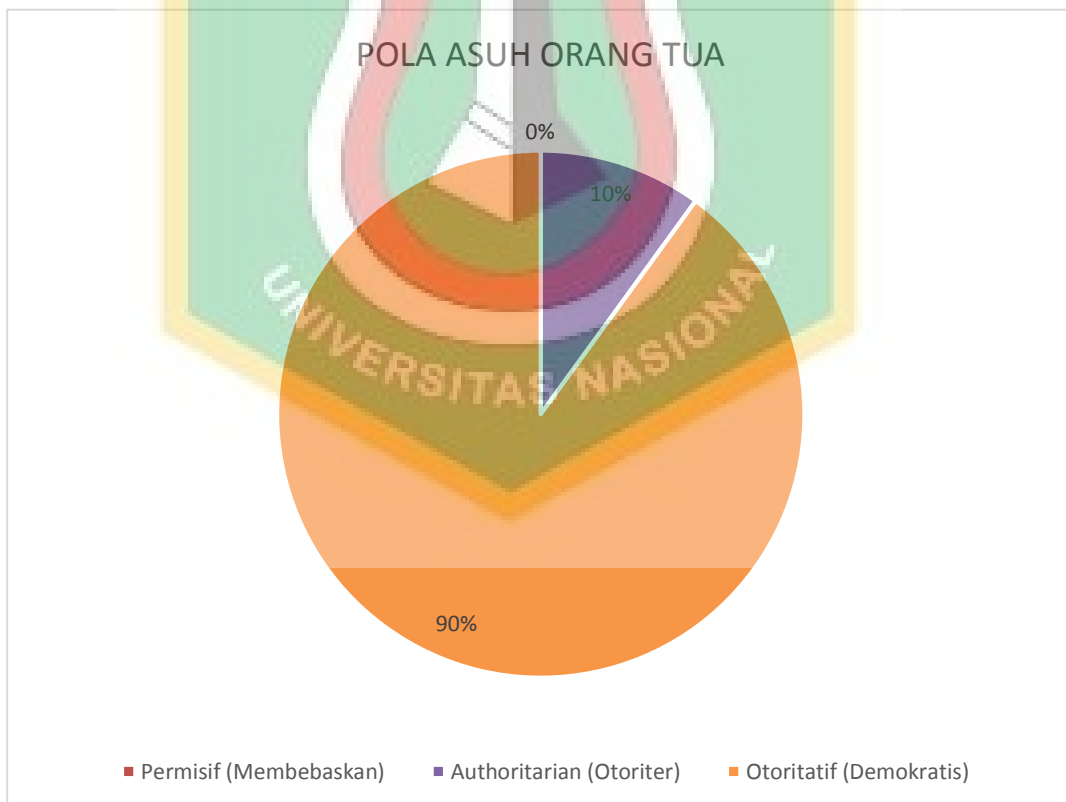 POLA ASUH ORANG TUA
0%
10%
UNIVERSITAS NASIONAL
90%
Permisif (Membebaskan) Authoritarian (Otoriter) Otoritatif (Demokratis)